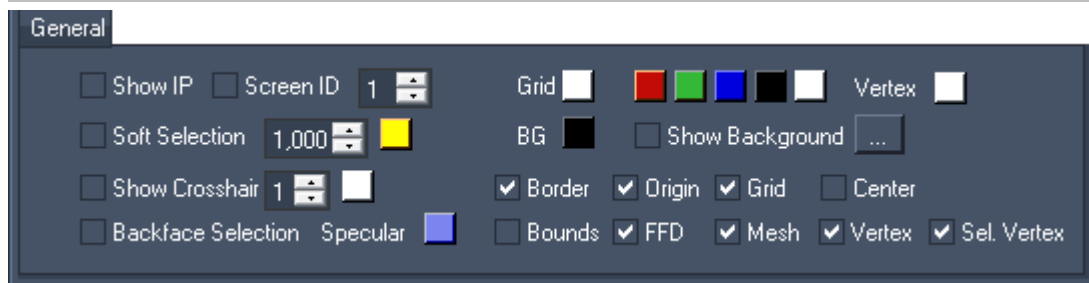 General
Show IP Screen ID 1 Grid Vertex
Soft Selection 1,000 BG Show Background ...
Show Crosshair 1 Border Origin Grid Center
Backface Selection Specular Bounds FFD Mesh Vertex Sel. Vertex